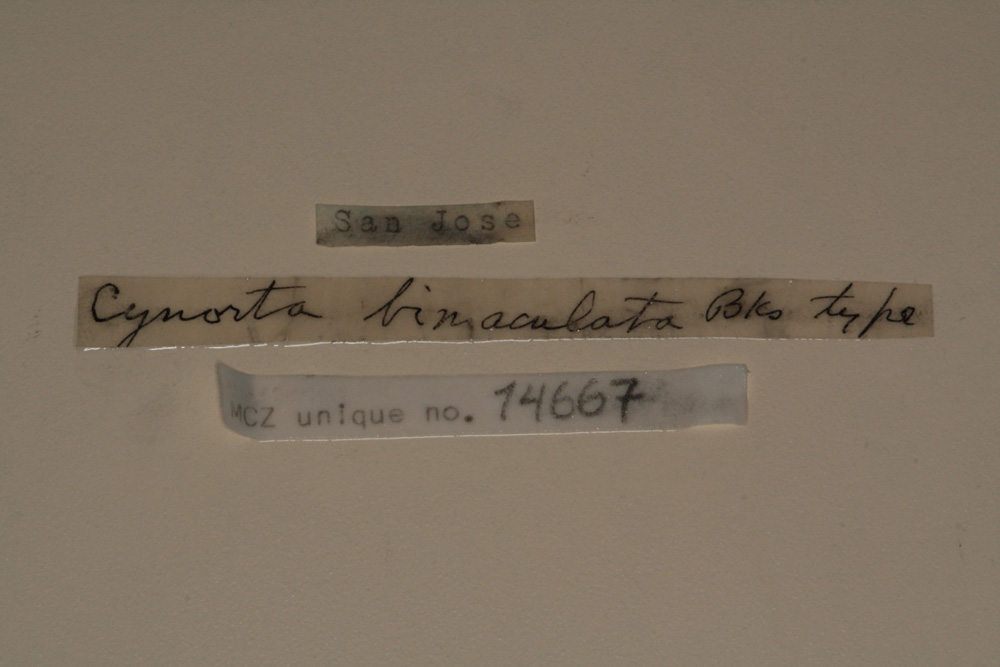 San Jose
Cynorta bimaculata Bks type
MCZ unique no. 14667